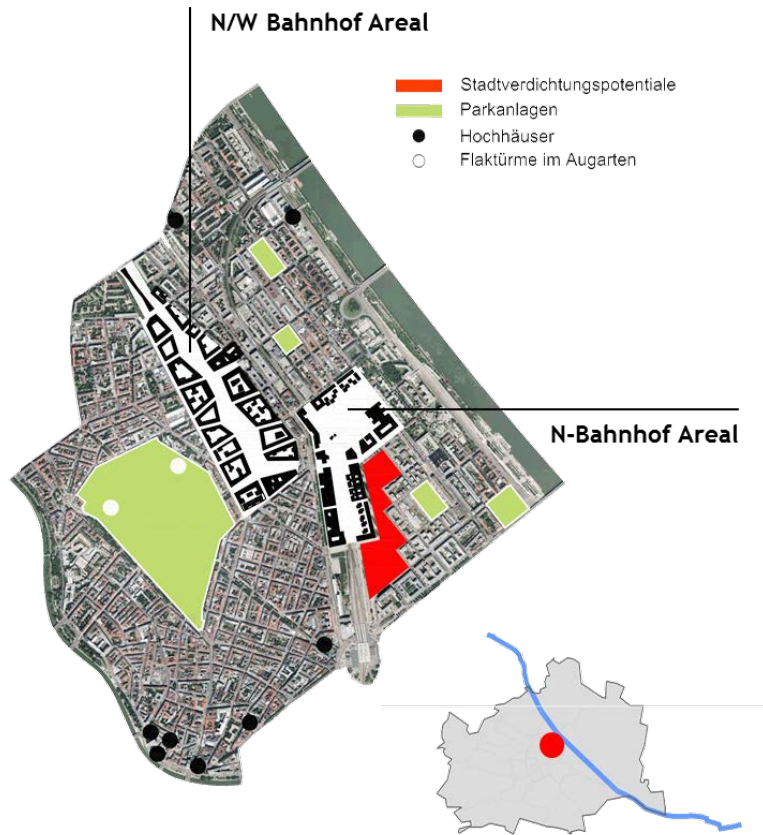 N/W Bahnhof Areal
Stadtverdichtungspotentiale
Parkanlagen
Hochhäuser
Flaktürme im Augarten
N-Bahnhof Areal